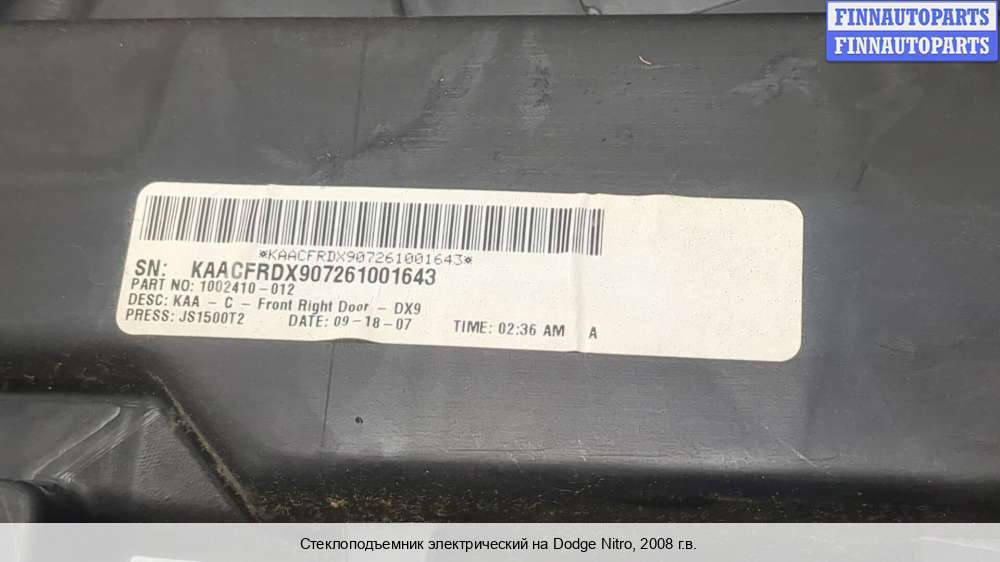 FINNAUTOPARTS
FINNAUTOPARTS
*KAACFRDX907261001643*
SN: KAACFRDX907261001643
PART NO: 1002410-012
DESC: KAA - C - Front Right Door - DX9
PRESS: JS1500T2 DATE: 09-18-07 TIME: 02:36 AM A
Стеклоподъемник электрический на Dodge Nitro, 2008 г.в.